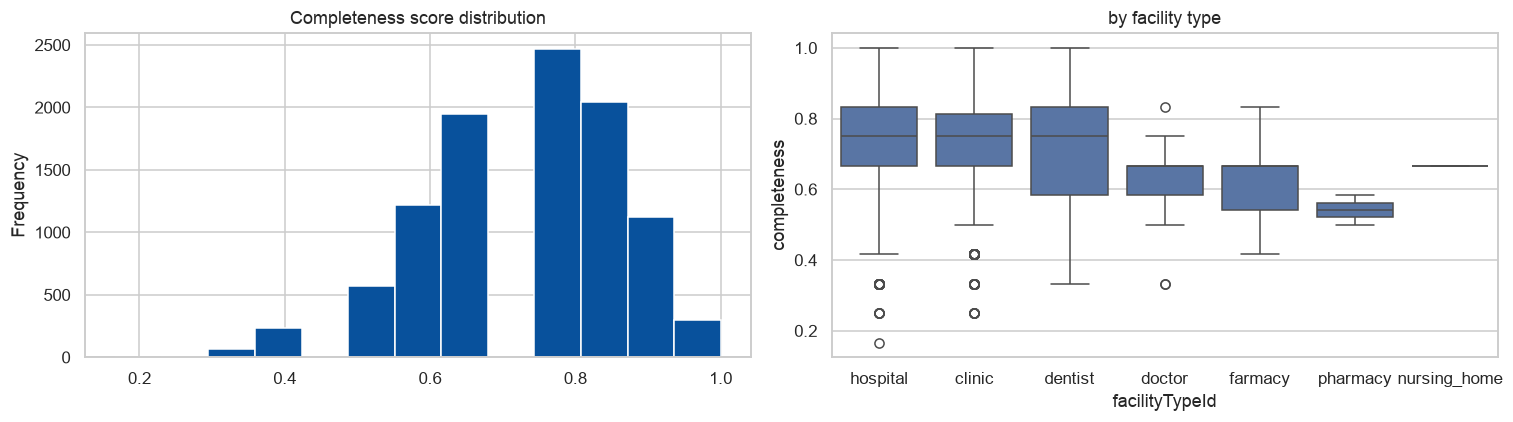 Completeness score distribution
Frequency
2500
2000
1500
1000
500
0
0.2 0.4 0.6 0.8 1.0
by facility type
completeness
1.0
0.8
0.6
0.4
0.2
hospital clinic dentist doctor farmacy pharmacy nursing_home
facilityTypeId